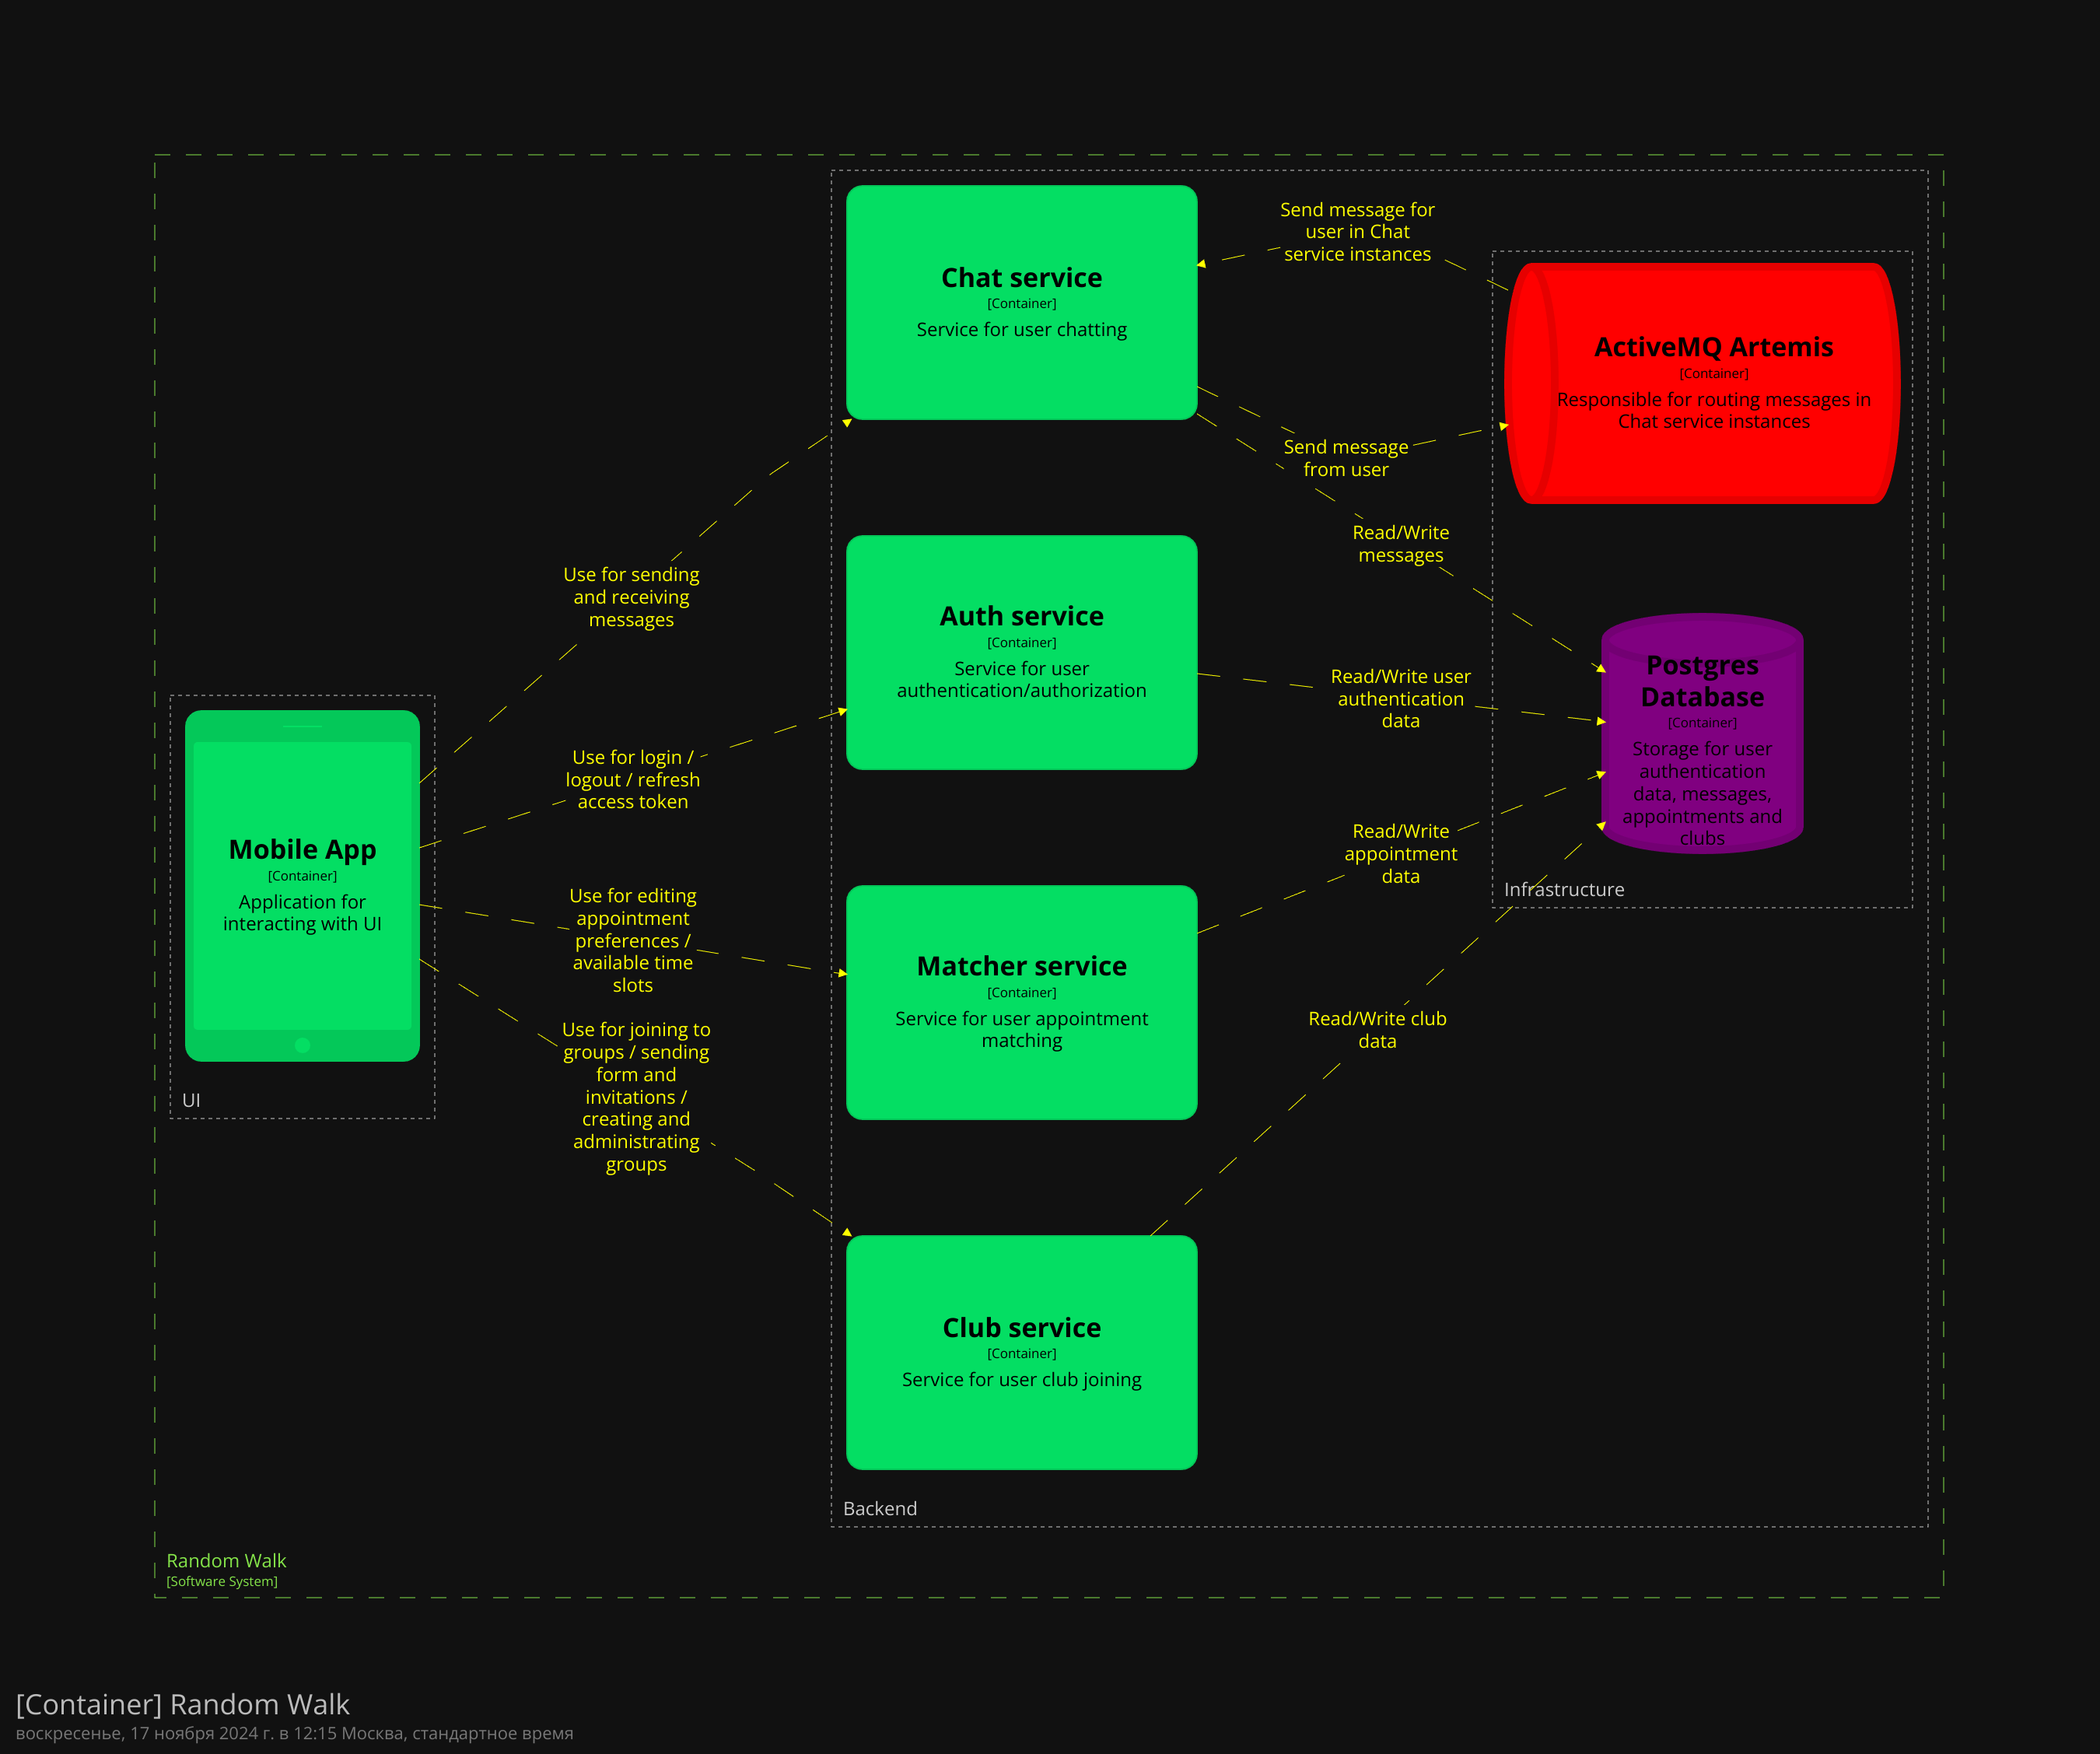 Chat service
[Container]
Service for user chatting
Send message for
user in Chat
service instances
ActiveMQ Artemis
[Container]
Responsible for routing messages in
Chat service instances
Send message
from user
Read/Write
messages
Use for sending
and receiving
messages
Auth service
[Container]
Service for user
authentication/authorization
Read/Write user
authentication
data
Postgres
Database
[Container]
Storage for user
authentication
data, messages,
appointments and
clubs
Use for login /
logout / refresh
access token
Mobile App
[Container]
Application for
interacting with UI
UI
Use for editing
appointment
preferences /
available time
slots
Read/Write
appointment
data
Infrastructure
Matcher service
[Container]
Service for user appointment
matching
Use for joining to
groups / sending
form and
invitations /
creating and
administrating
groups
Read/Write club
data
Club service
[Container]
Service for user club joining
Backend
Random Walk
[Software System]
[Container] Random Walk
воскресенье, 17 ноября 2024 г. в 12:15 Москва, стандартное время